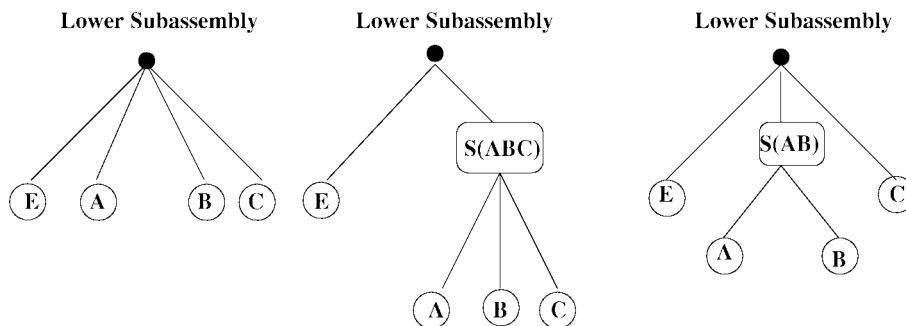 Lower Subassembly
E A B C
Lower Subassembly
S(ABC)
E
A B C
Lower Subassembly
S(AB)
E C
A B